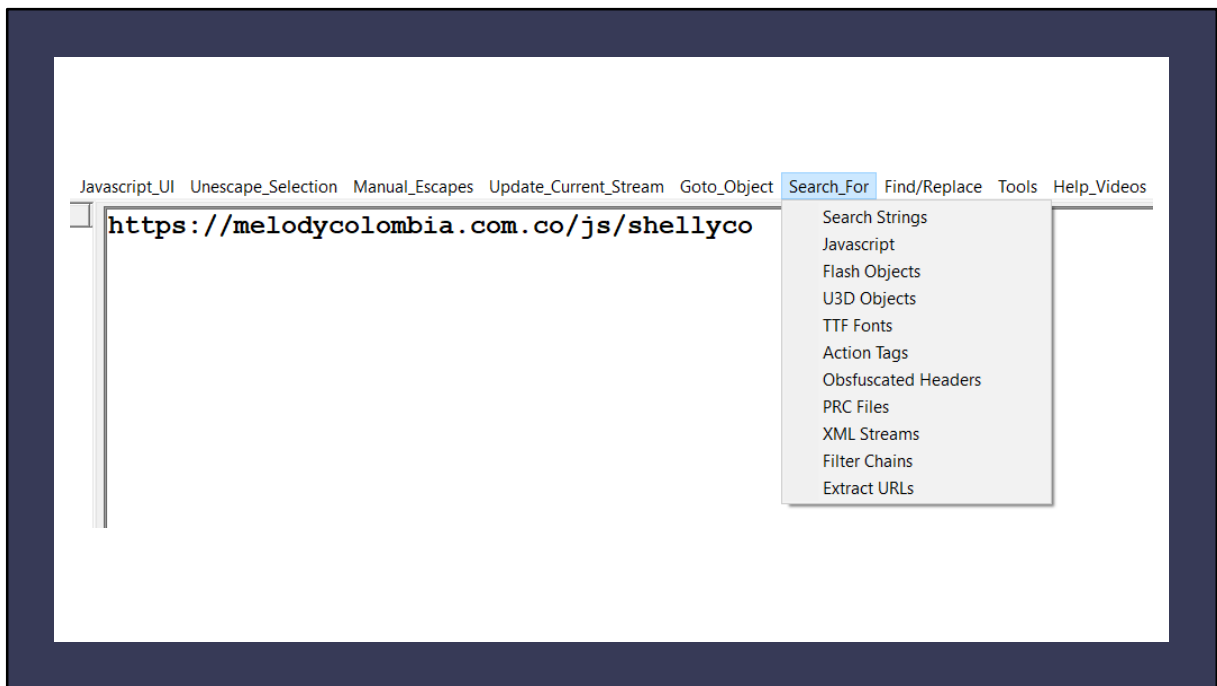 Javascript_UI Unescape_Selection Manual_Escapes Update_Current_Stream Goto_Object Search_For Find/Replace Tools Help_Videos
https://melodycolombia.com.co/js/shellyco
Search Strings
Javascript
Flash Objects
U3D Objects
TTF Fonts
Action Tags
Obsfuscated Headers
PRC Files
XML Streams
Filter Chains
Extract URLs